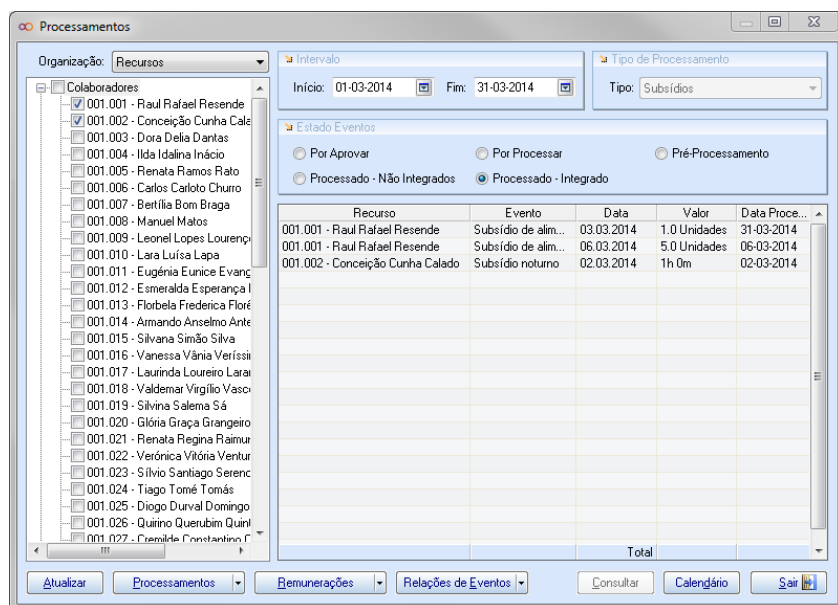 Processamentos
Organização: Recursos
Colaboradores
001.001 - Raul Rafael Resende
001.002 - Conceição Cunha Cala
001.003 - Dora Delia Dantas
001.004 - Ilda Idalina Inácio
001.005 - Renata Ramos Rato
001.006 - Carlos Carloto Churro
001.007 - Bertília Bom Braga
001.008 - Manuel Matos
001.009 - Leonel Lopes Lourenç
001.010 - Lara Luísa Lapa
001.011 - Eugénia Eunice Evang
001.012 - Esmeralda Esperança
001.013 - Florbela Frederica Floré
001.014 - Armando Anselmo Ante
001.015 - Silvana Simão Silva
001.016 - Vanessa Vânia Veríssi
001.017 - Laurinda Loureiro Lara
001.018 - Valdemar Virgílio Vasc
001.019 - Silvina Salema Sá
001.020 - Glória Graça Grangeiro
001.021 - Renata Regina Raimu
001.022 - Verónica Vitória Ventur
001.023 - Sílvio Santiago Serenc
001.024 - Tiago Tomé Tomás
001.025 - Diogo Durval Domingo
001.026 - Quirino Querubim Quin
001.027 - Cremilde Constantino C
Intervalo
Início: 01-03-2014 Fim: 31-03-2014
Tipo de Processamento
Tipo: Subsídios
Estado Eventos
Por Aprovar Por Processar Pré-Processamento
Processado - Não Integrados Processado - Integrado
Recurso Evento Data Valor Data Proce...
001.001 - Raul Rafael Resende Subsídio de alim... 03.03.2014 1.0 Unidades 31-03-2014
001.001 - Raul Rafael Resende Subsídio de alim... 06.03.2014 5.0 Unidades 06-03-2014
001.002 - Conceição Cunha Calado Subsídio noturno 02.03.2014 1h 0m 02-03-2014
Total
Atualizar Processamentos Remunerações Relações de Eventos Consultar Calendário Sair